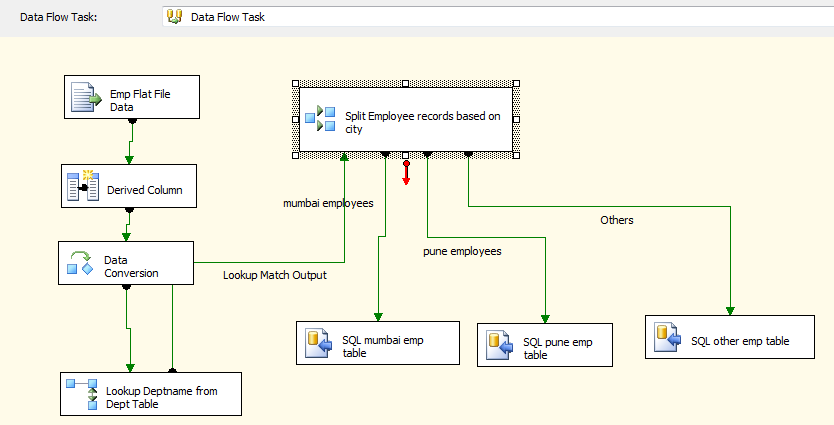 Data Flow Task:
Data Flow Task
Emp Flat File
Data
Split Employee records based on
city
Derived Column
mumbai employees
Others
pune employees
Data
Conversion
Lookup Match Output
SQL mumbai emp
table
SQL pune emp
table
SQL other emp table
Lookup Deptname from
Dept Table